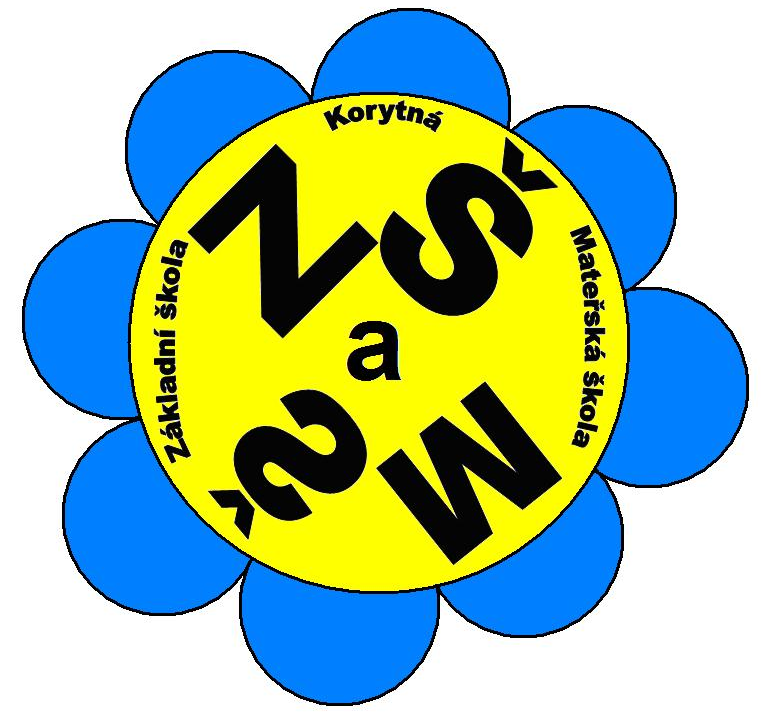 Korytná
Základní škola
Mateřská škola
ZŠ
a
MŠ